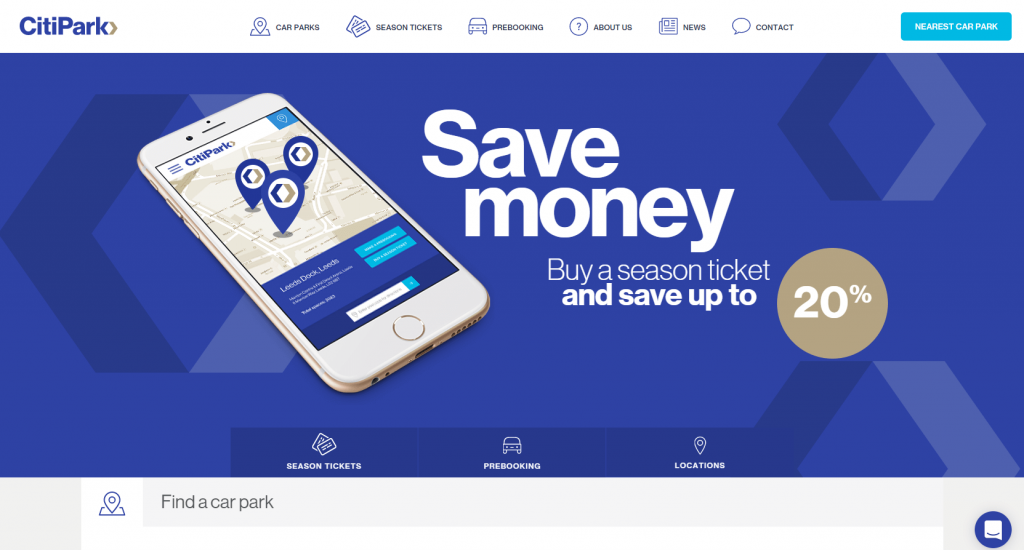 CitiPark
CAR PARKS
SEASON TICKETS
PREBOOKING
ABOUT US
NEWS
CONTACT
NEAREST CAR PARK
CitiPark
Leeds Dock, Leeds
Save
money
Buy a season ticket
and save up to
20%
SEASON TICKETS
PREBOOKING
LOCATIONS
Find a car park